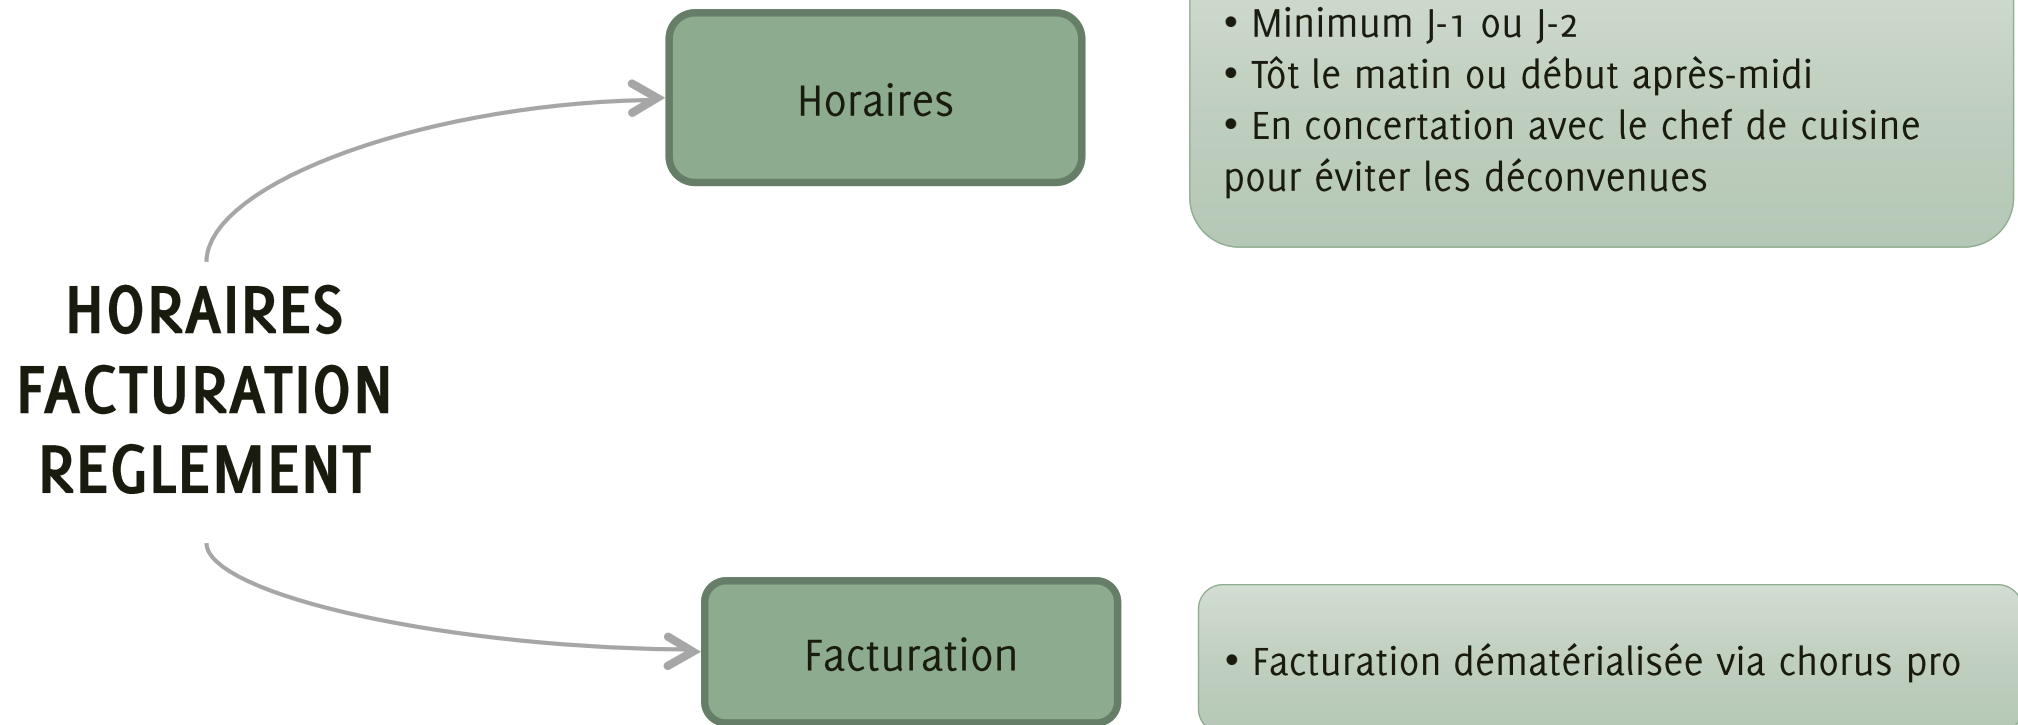 HORAIRES
FACTURATION
REGLEMENT
Horaires
• Minimum J-1 ou J-2
• Tôt le matin ou début après-midi
• En concertation avec le chef de cuisine
pour éviter les déconvenues
Facturation
• Facturation dématérialisée via chorus pro